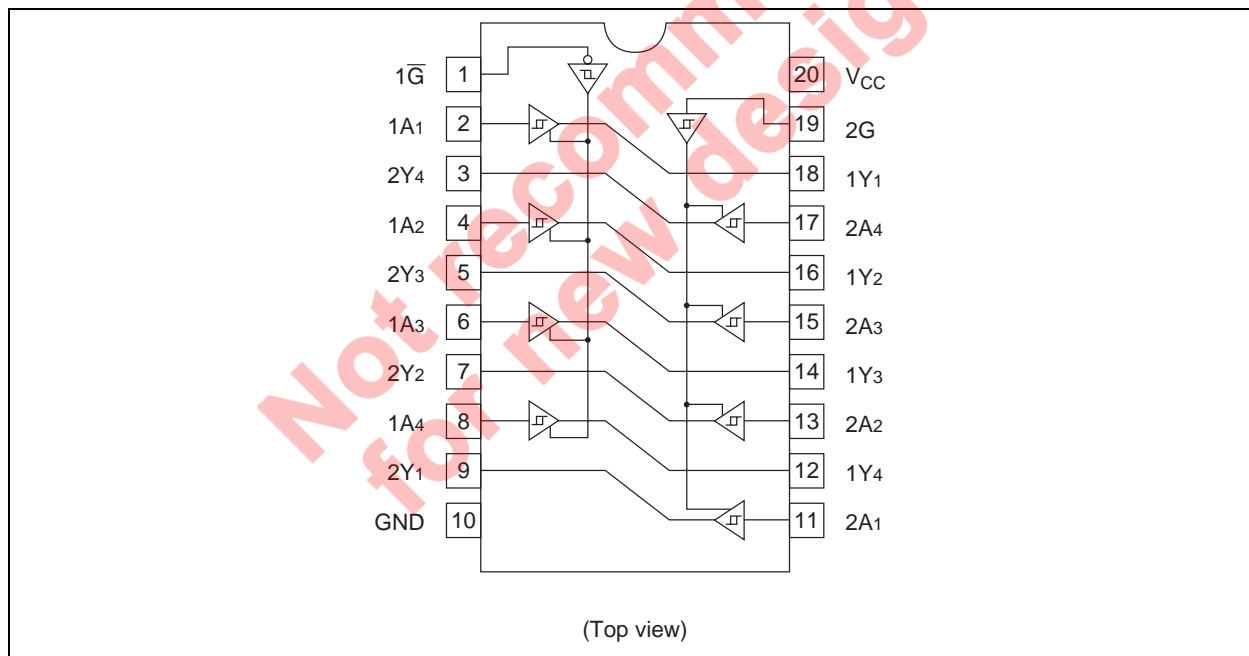 Not recomm
for new desig
1G̅ 1 20 VCC
1A1 2 19 2G
2Y4 3 18 1Y1
1A2 4 17 2A4
2Y3 5 16 1Y2
1A3 6 15 2A3
2Y2 7 14 1Y3
1A4 8 13 2A2
2Y1 9 12 1Y4
GND 10 11 2A1
(Top view)